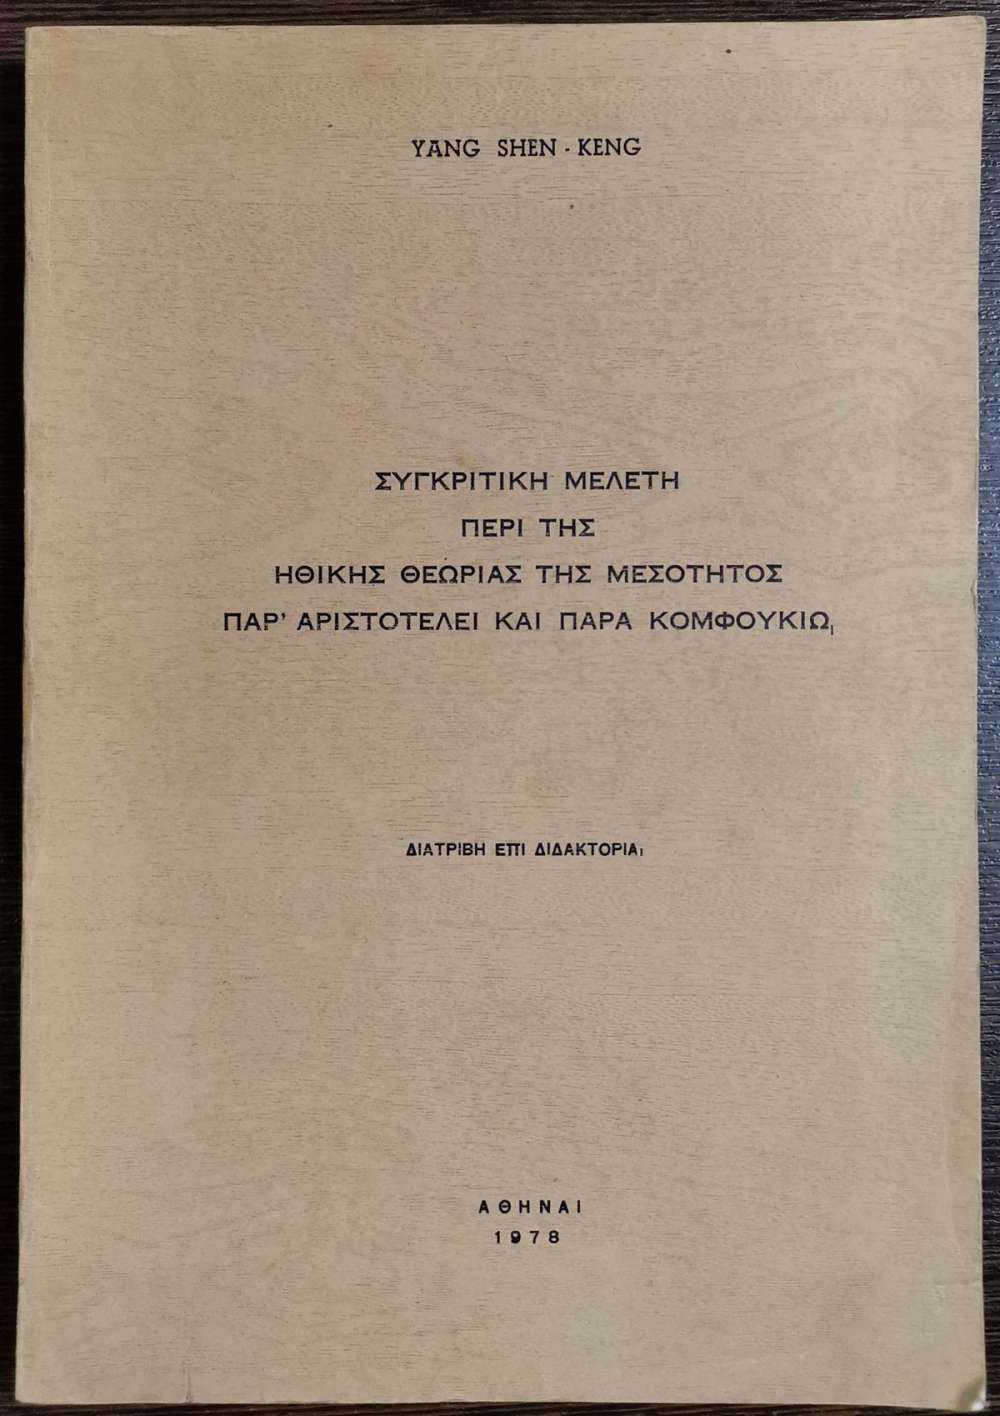 YANG SHEN - KENG
ΣΥΓΚΡΙΤΙΚΗ ΜΕΛΕΤΗ
ΠΕΡΙ ΤΗΣ
ΗΘΙΚΗΣ ΘΕΩΡΙΑΣ ΤΗΣ ΜΕΣΟΤΗΤΟΣ
ΠΑΡ' ΑΡΙΣΤΟΤΕΛΕΙ ΚΑΙ ΠΑΡΑ ΚΟΜΦΟΥΚΙῼ
ΔΙΑΤΡΙΒΗ ΕΠΙ ΔΙΔΑΚΤΟΡΙᾼ
ΑΘΗΝΑΙ
1978